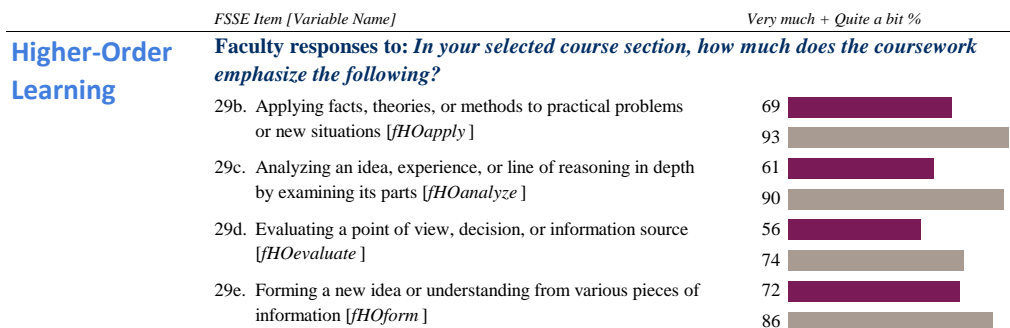 FSSE Item [Variable Name] Very much + Quite a bit %
Higher-Order
Learning
Faculty responses to: In your selected course section, how much does the coursework
emphasize the following?
29b. Applying facts, theories, or methods to practical problems
or new situations [fHOapply ]
69
93
29c. Analyzing an idea, experience, or line of reasoning in depth
by examining its parts [fHOanalyze ]
61
90
29d. Evaluating a point of view, decision, or information source
[fHOevaluate ]
56
74
29e. Forming a new idea or understanding from various pieces of
information [fHOform ]
72
86